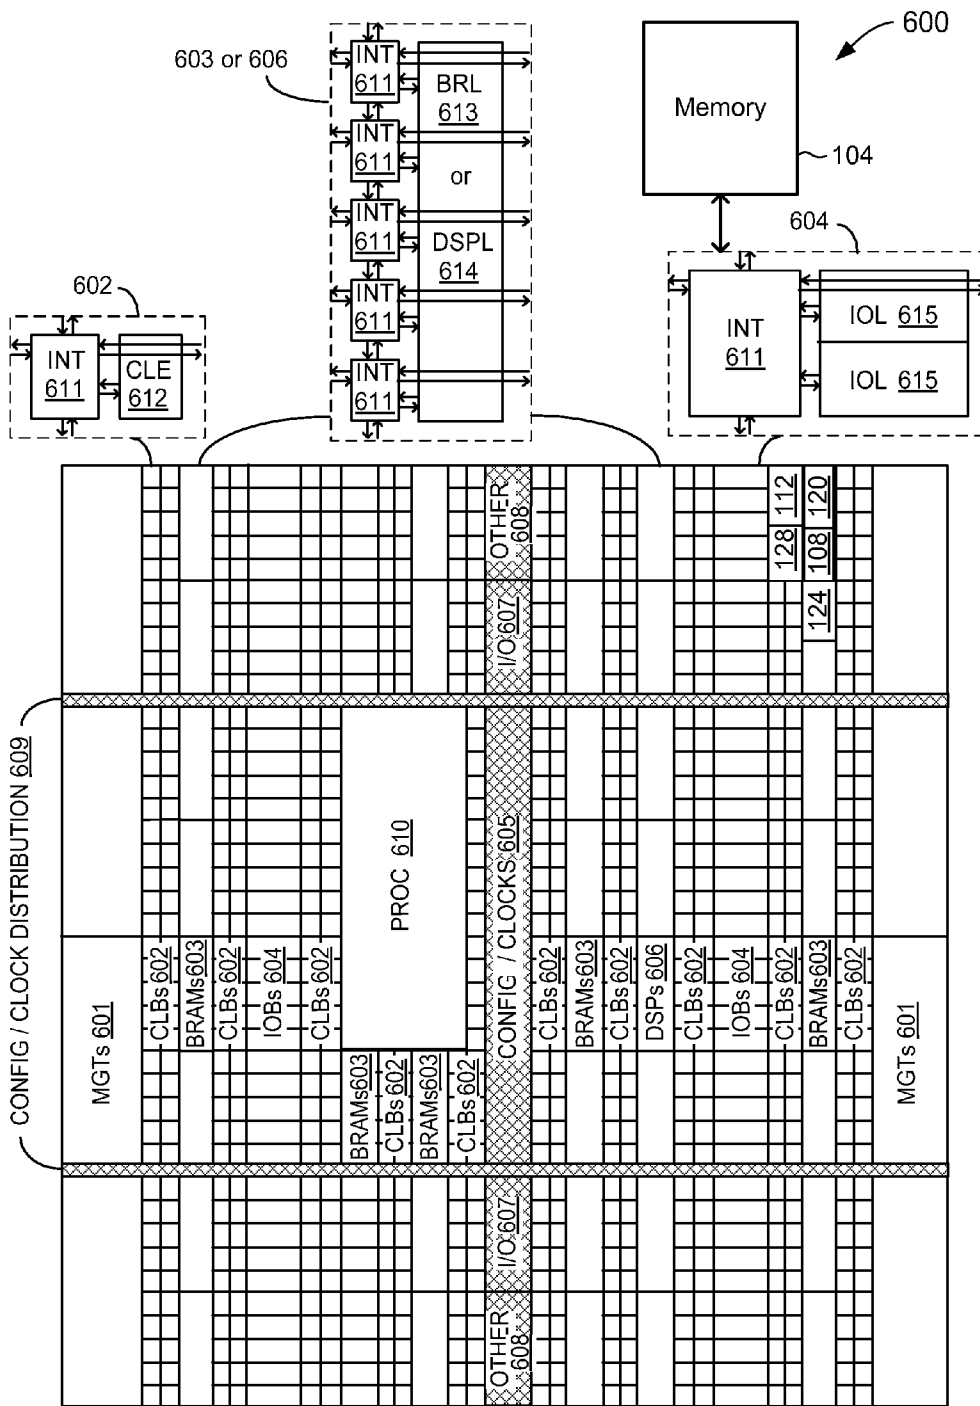 600
603 or 606
INT
611
INT
611
INT
611
INT
611
INT
611
BRL
613
or
DSPL
614
Memory
104
604
INT
611
IOL 615
IOL 615
602
INT
611
CLE
612
OTHER
608
I/O 607
112
120
128
108
124
CONFIG / CLOCK DISTRIBUTION 609
PROC 610
CONFIG / CLOCKS 605
MGTs 601
CLBs 602
BRAMs 603
CLBs 602
IOBs 604
CLBs 602
BRAMs 603
CLBs 602
BRAMs 603
CLBs 602
CLBs 602
BRAMs 603
CLBs 602
DSPs 606
CLBs 602
IOBs 604
CLBs 602
BRAMs 603
CLBs 602
MGTs 601
I/O 607
OTHER
608